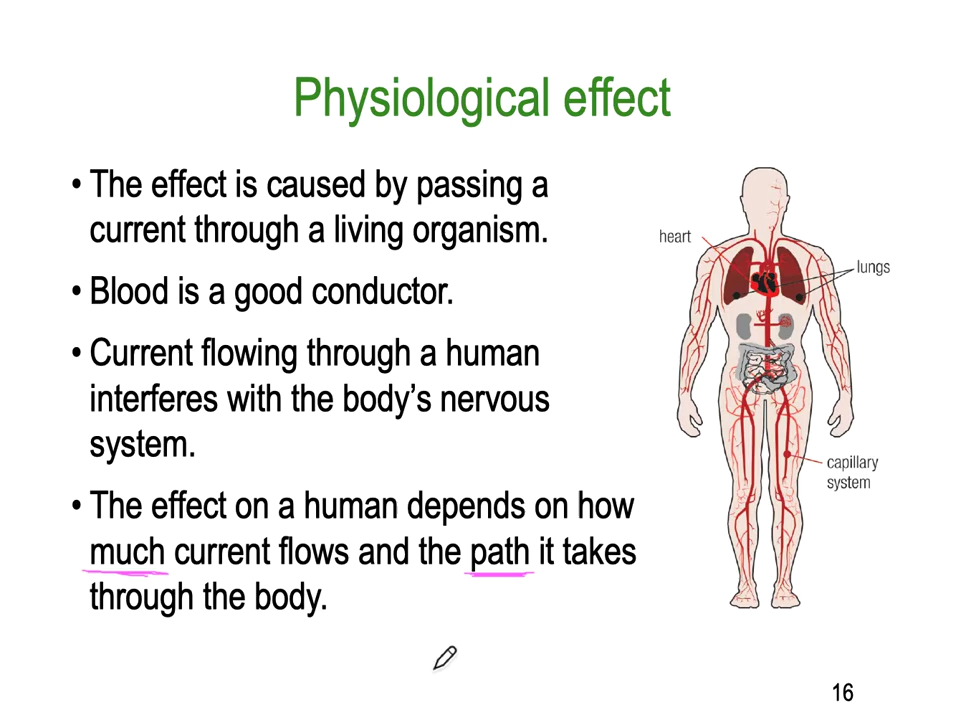 Physiological effect
• The effect is caused by passing a
current through a living organism.
• Blood is a good conductor.
• Current flowing through a human
interferes with the body’s nervous
system.
• The effect on a human depends on how
much current flows and the path it takes
through the body.
heart
lungs
capillary
system
16